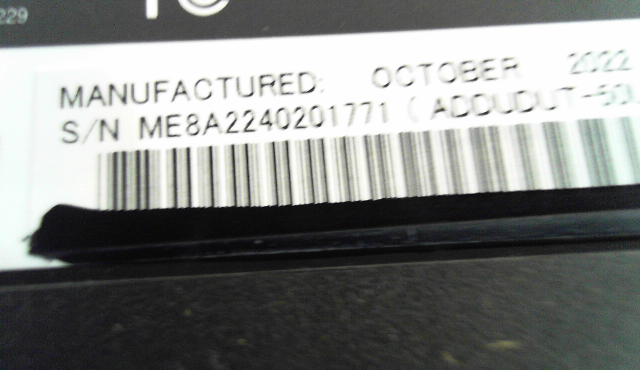 229
MANUFACTURED: OCTOBER 2022
S/N ME8A2240201771 (